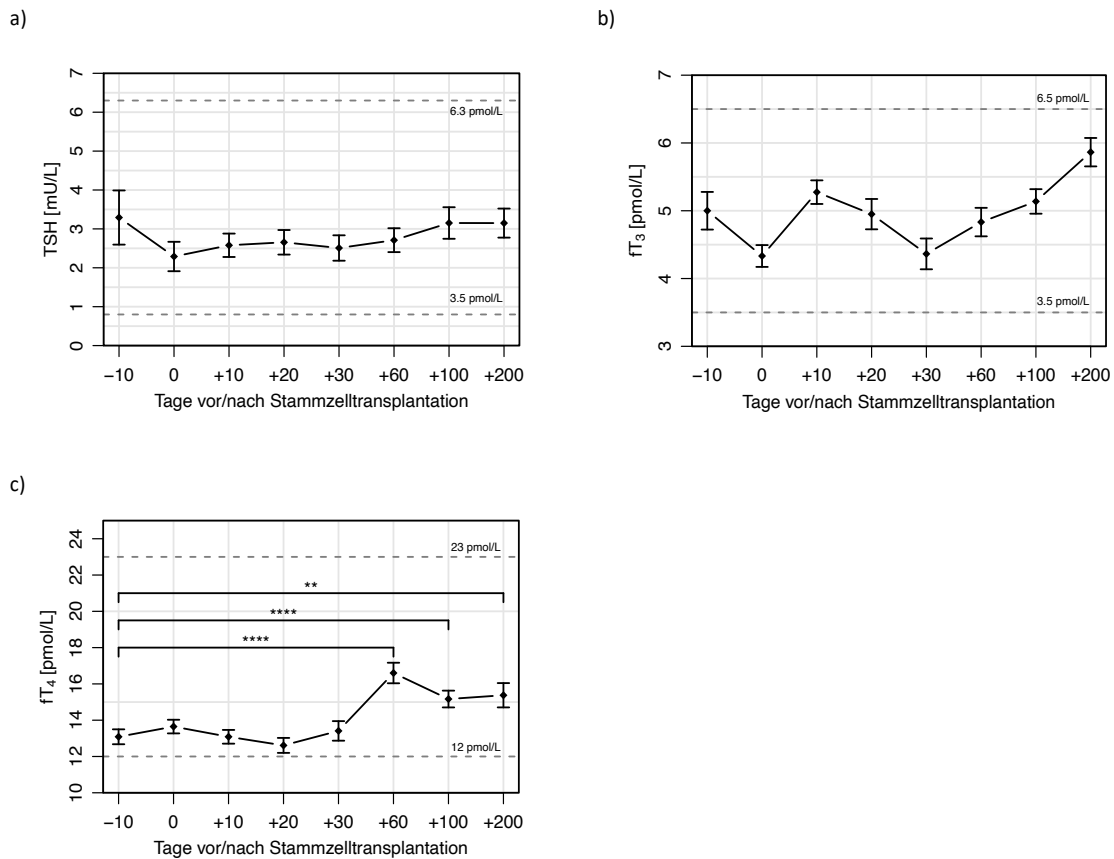 a)
TSH [mU/L]
7
6
5
4
3
2
1
0
6.3 pmol/L
3.5 pmol/L
−10 0 +10 +20 +30 +60 +100 +200
Tage vor/nach Stammzelltransplantation
b)
fT3 [pmol/L]
7
6
5
4
3
6.5 pmol/L
3.5 pmol/L
−10 0 +10 +20 +30 +60 +100 +200
Tage vor/nach Stammzelltransplantation
c)
fT4 [pmol/L]
24
22
20
18
16
14
12
10
23 pmol/L
**
****
****
12 pmol/L
−10 0 +10 +20 +30 +60 +100 +200
Tage vor/nach Stammzelltransplantation